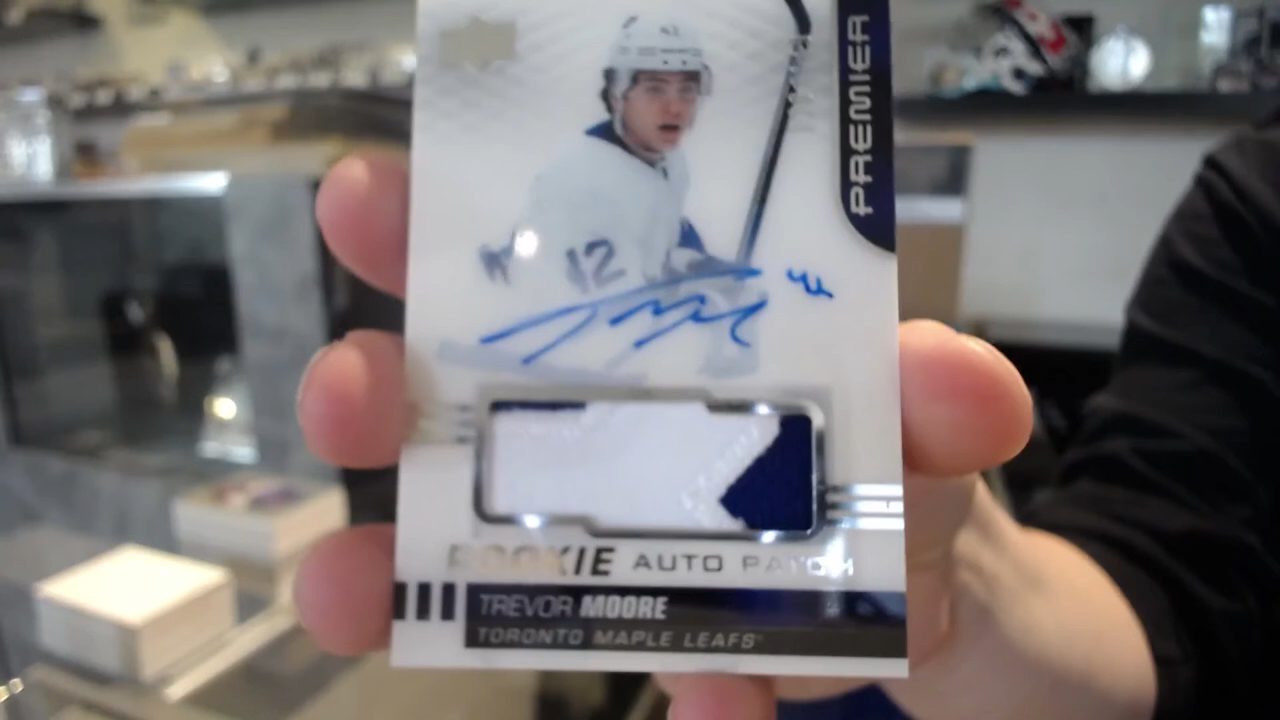 PREMIER
12
ROOKIE AUTO PATCH
TREVOR MOORE
TORONTO MAPLE LEAFS